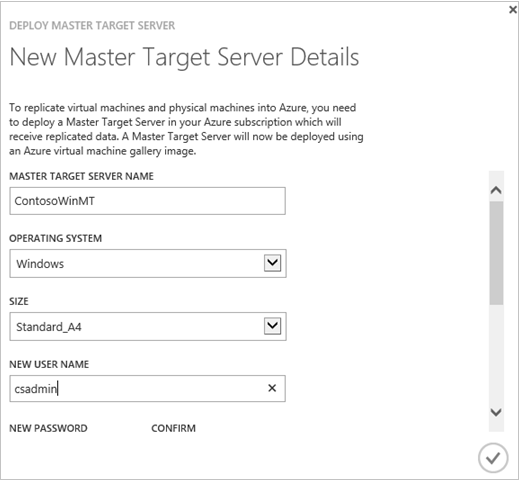 DEPLOY MASTER TARGET SERVER
New Master Target Server Details
To replicate virtual machines and physical machines into Azure, you need
to deploy a Master Target Server in your Azure subscription which will
receive replicated data. A Master Target Server will now be deployed using
an Azure virtual machine gallery image.
MASTER TARGET SERVER NAME
ContosoWinMT
OPERATING SYSTEM
Windows
SIZE
Standard_A4
NEW USER NAME
csadmin
NEW PASSWORD CONFIRM